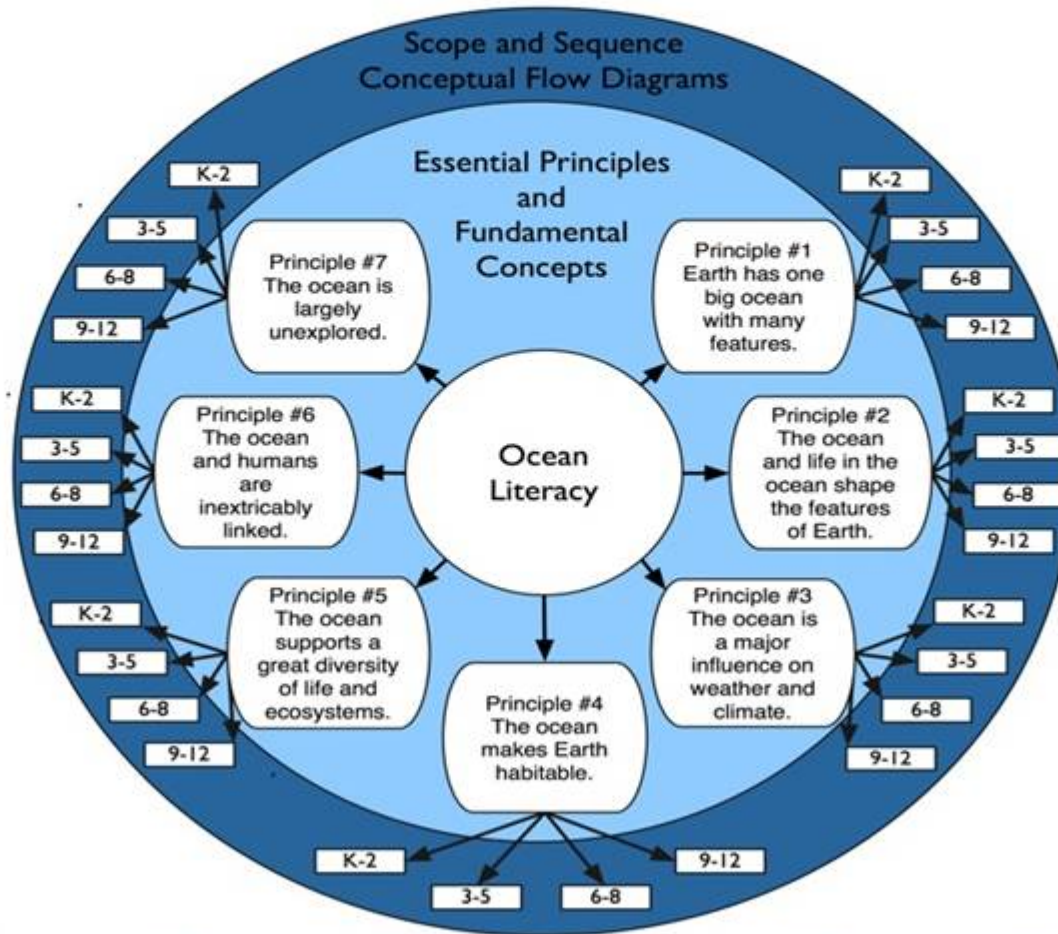 Scope and Sequence
Conceptual Flow Diagrams
Essential Principles
and
Fundamental
Concepts
Ocean
Literacy
Principle #1
Earth has one
big ocean
with many
features.
K-2
3-5
6-8
9-12
Principle #2
The ocean
and life in the
ocean shape
the features
of Earth.
K-2
3-5
6-8
9-12
Principle #3
The ocean is
a major
influence on
weather and
climate.
K-2
3-5
6-8
9-12
Principle #4
The ocean
makes Earth
habitable.
K-2
3-5
6-8
9-12
Principle #5
The ocean
supports a
great diversity
of life and
ecosystems.
K-2
3-5
6-8
9-12
Principle #6
The ocean
and humans
are
inextricably
linked.
K-2
3-5
6-8
9-12
Principle #7
The ocean is
largely
unexplored.
K-2
3-5
6-8
9-12